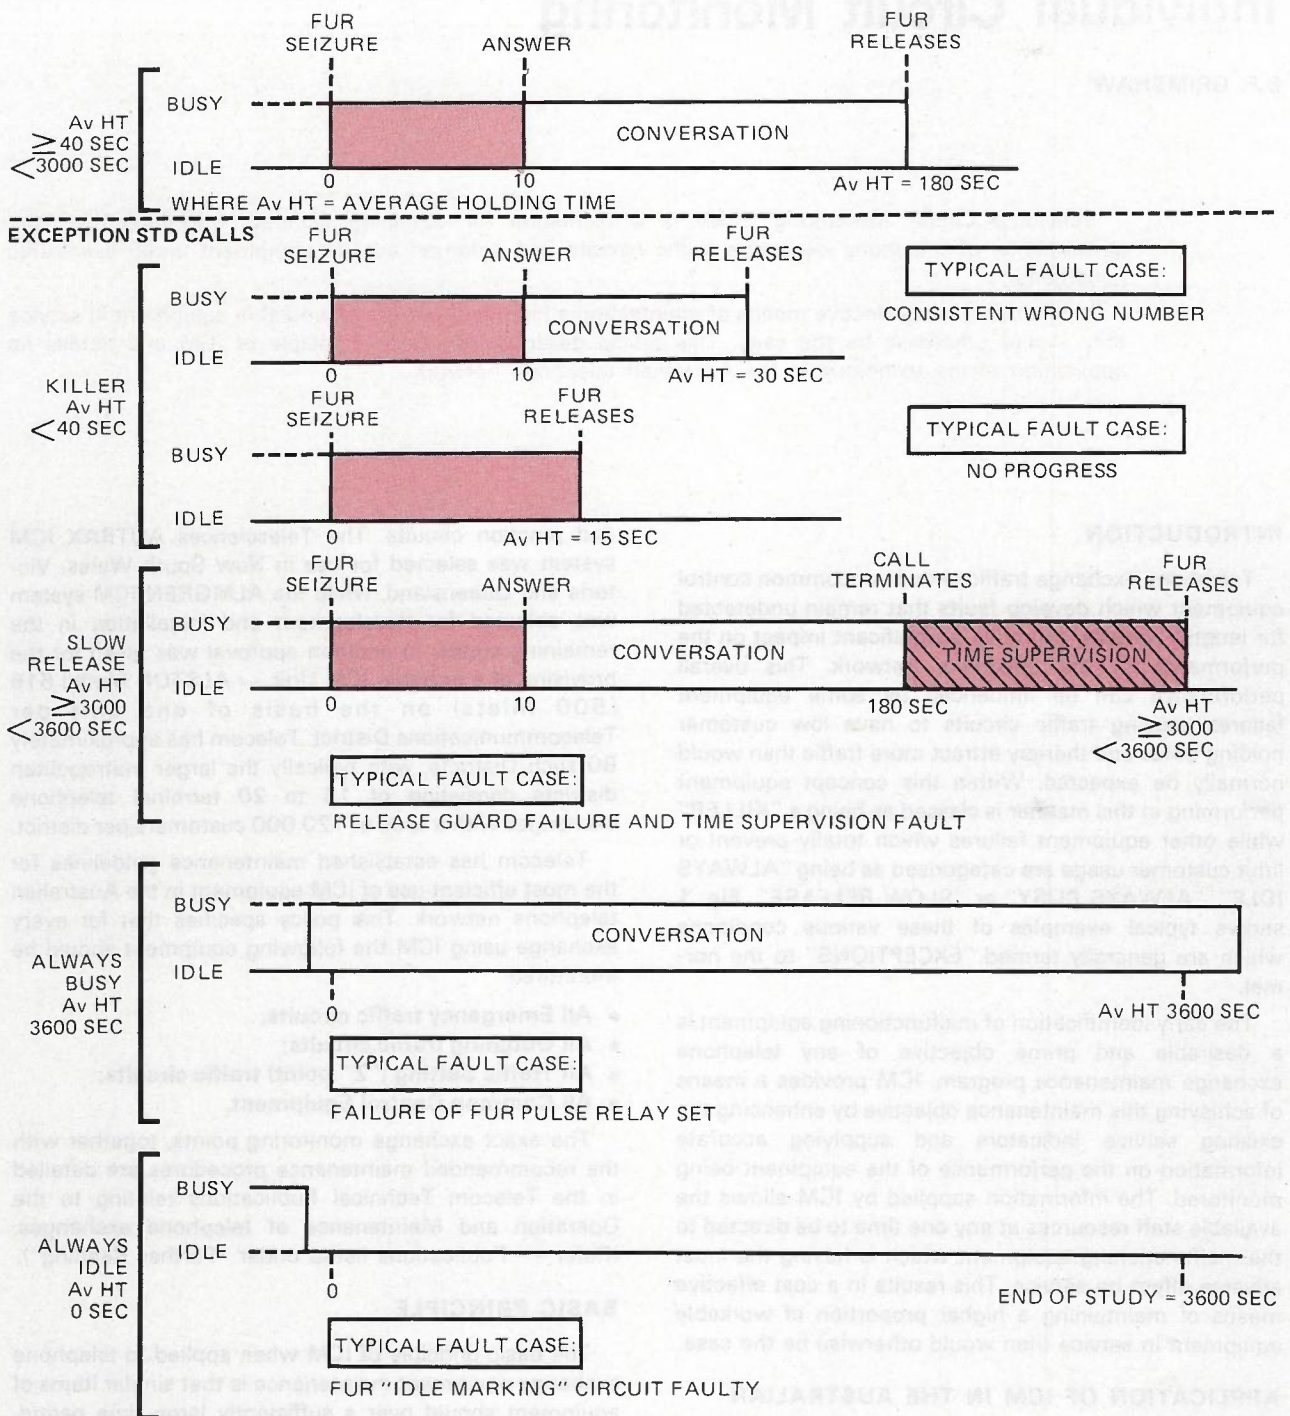 FUR
SEIZURE
ANSWER
FUR
RELEASES
Av HT
≥40 SEC
<3000 SEC
BUSY
IDLE
CONVERSATION
0
10
Av HT = 180 SEC
WHERE Av HT = AVERAGE HOLDING TIME
EXCEPTION STD CALLS
KILLER
Av HT
<40 SEC
FUR
SEIZURE
ANSWER
FUR
RELEASES
BUSY
IDLE
CONVERSATION
0
10
Av HT = 30 SEC
TYPICAL FAULT CASE:
CONSISTENT WRONG NUMBER
FUR
SEIZURE
FUR
RELEASES
BUSY
IDLE
0
Av HT = 15 SEC
TYPICAL FAULT CASE:
NO PROGRESS
SLOW
RELEASE
Av HT
≥3000
<3600 SEC
FUR
SEIZURE
ANSWER
CALL
TERMINATES
FUR
RELEASES
BUSY
IDLE
CONVERSATION
TIME SUPERVISION
0
10
180 SEC
Av HT
≥3000
<3600 SEC
TYPICAL FAULT CASE:
RELEASE GUARD FAILURE AND TIME SUPERVISION FAULT
ALWAYS
BUSY
Av HT
3600 SEC
BUSY
IDLE
CONVERSATION
0
Av HT 3600 SEC
TYPICAL FAULT CASE:
FAILURE OF FUR PULSE RELAY SET
ALWAYS
IDLE
Av HT
0 SEC
BUSY
IDLE
0
END OF STUDY = 3600 SEC
TYPICAL FAULT CASE:
FUR "IDLE MARKING" CIRCUIT FAULTY